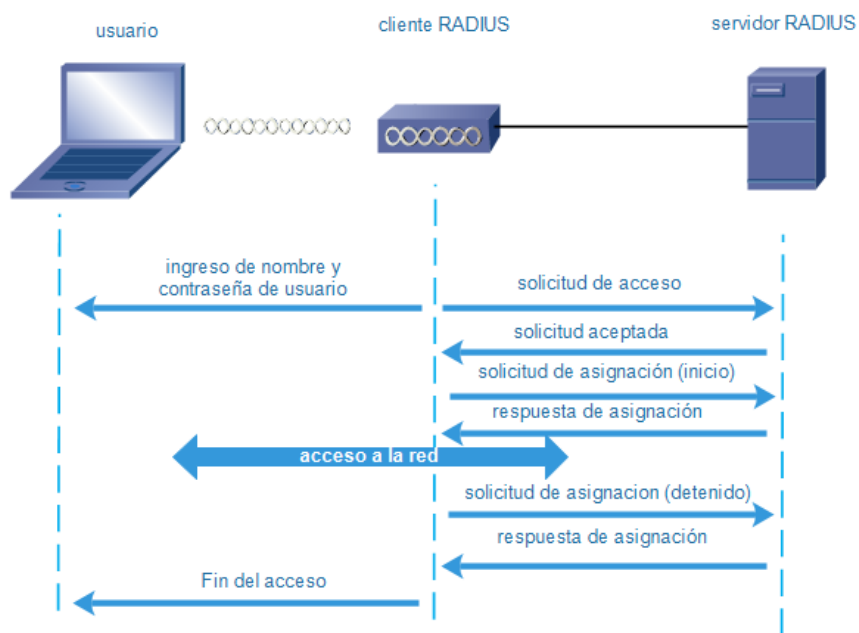 usuario
cliente RADIUS
servidor RADIUS
ingreso de nombre y
contraseña de usuario
solicitud de acceso
solicitud aceptada
solicitud de asignación (inicio)
respuesta de asignación
acceso a la red
solicitud de asignacion (detenido)
respuesta de asignación
Fin del acceso